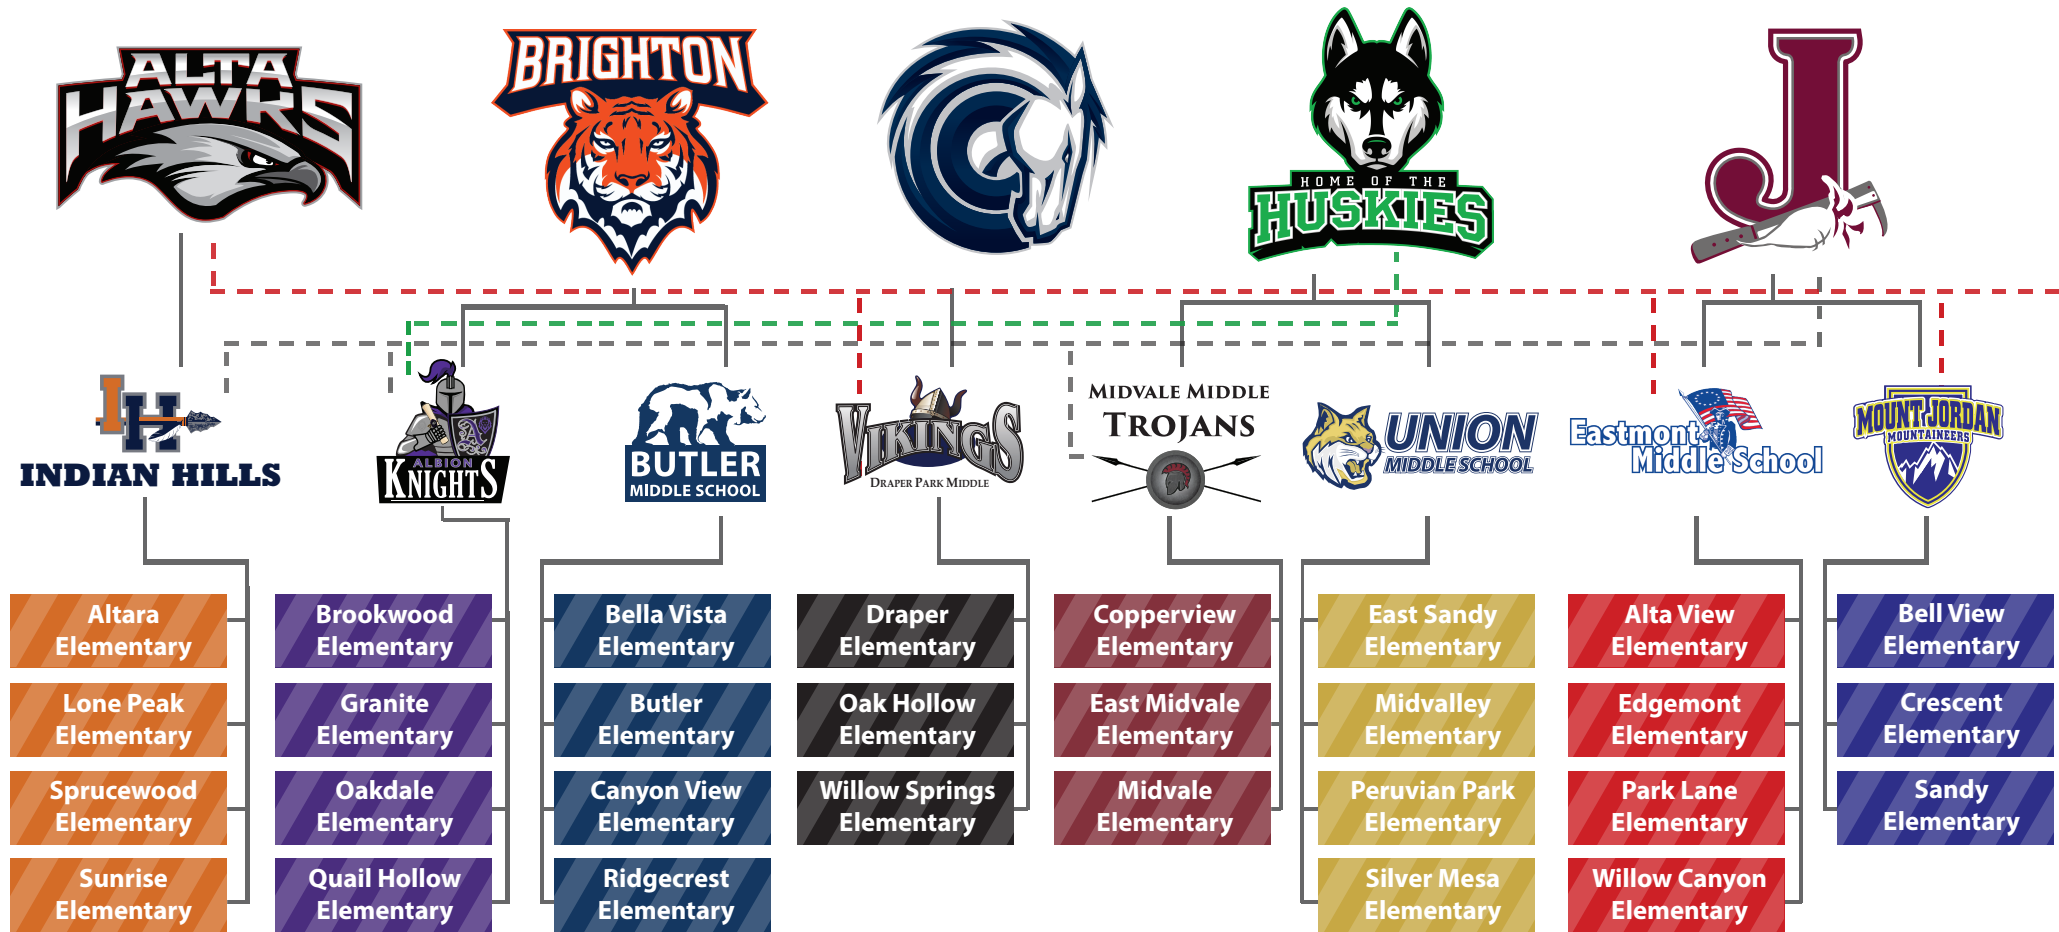 ALTA
HAWKS
BRIGHTON
HOME OF THE
HUSKIES
J
IH
INDIAN HILLS
A
ALBION
KNIGHTS
BUTLER
MIDDLE SCHOOL
VIKINGS
DRAPER PARK MIDDLE
MIDVALE MIDDLE
TROJANS
UNION
MIDDLE SCHOOL
Eastmont
Middle School
MOUNT JORDAN
MOUNTAINEERS
Altara
Elementary
Lone Peak
Elementary
Sprucewood
Elementary
Sunrise
Elementary
Brookwood
Elementary
Granite
Elementary
Oakdale
Elementary
Quail Hollow
Elementary
Bella Vista
Elementary
Butler
Elementary
Canyon View
Elementary
Ridgecrest
Elementary
Draper
Elementary
Oak Hollow
Elementary
Willow Springs
Elementary
Copperview
Elementary
East Midvale
Elementary
Midvale
Elementary
East Sandy
Elementary
Midvalley
Elementary
Peruvian Park
Elementary
Silver Mesa
Elementary
Alta View
Elementary
Edgemont
Elementary
Park Lane
Elementary
Willow Canyon
Elementary
Bell View
Elementary
Crescent
Elementary
Sandy
Elementary